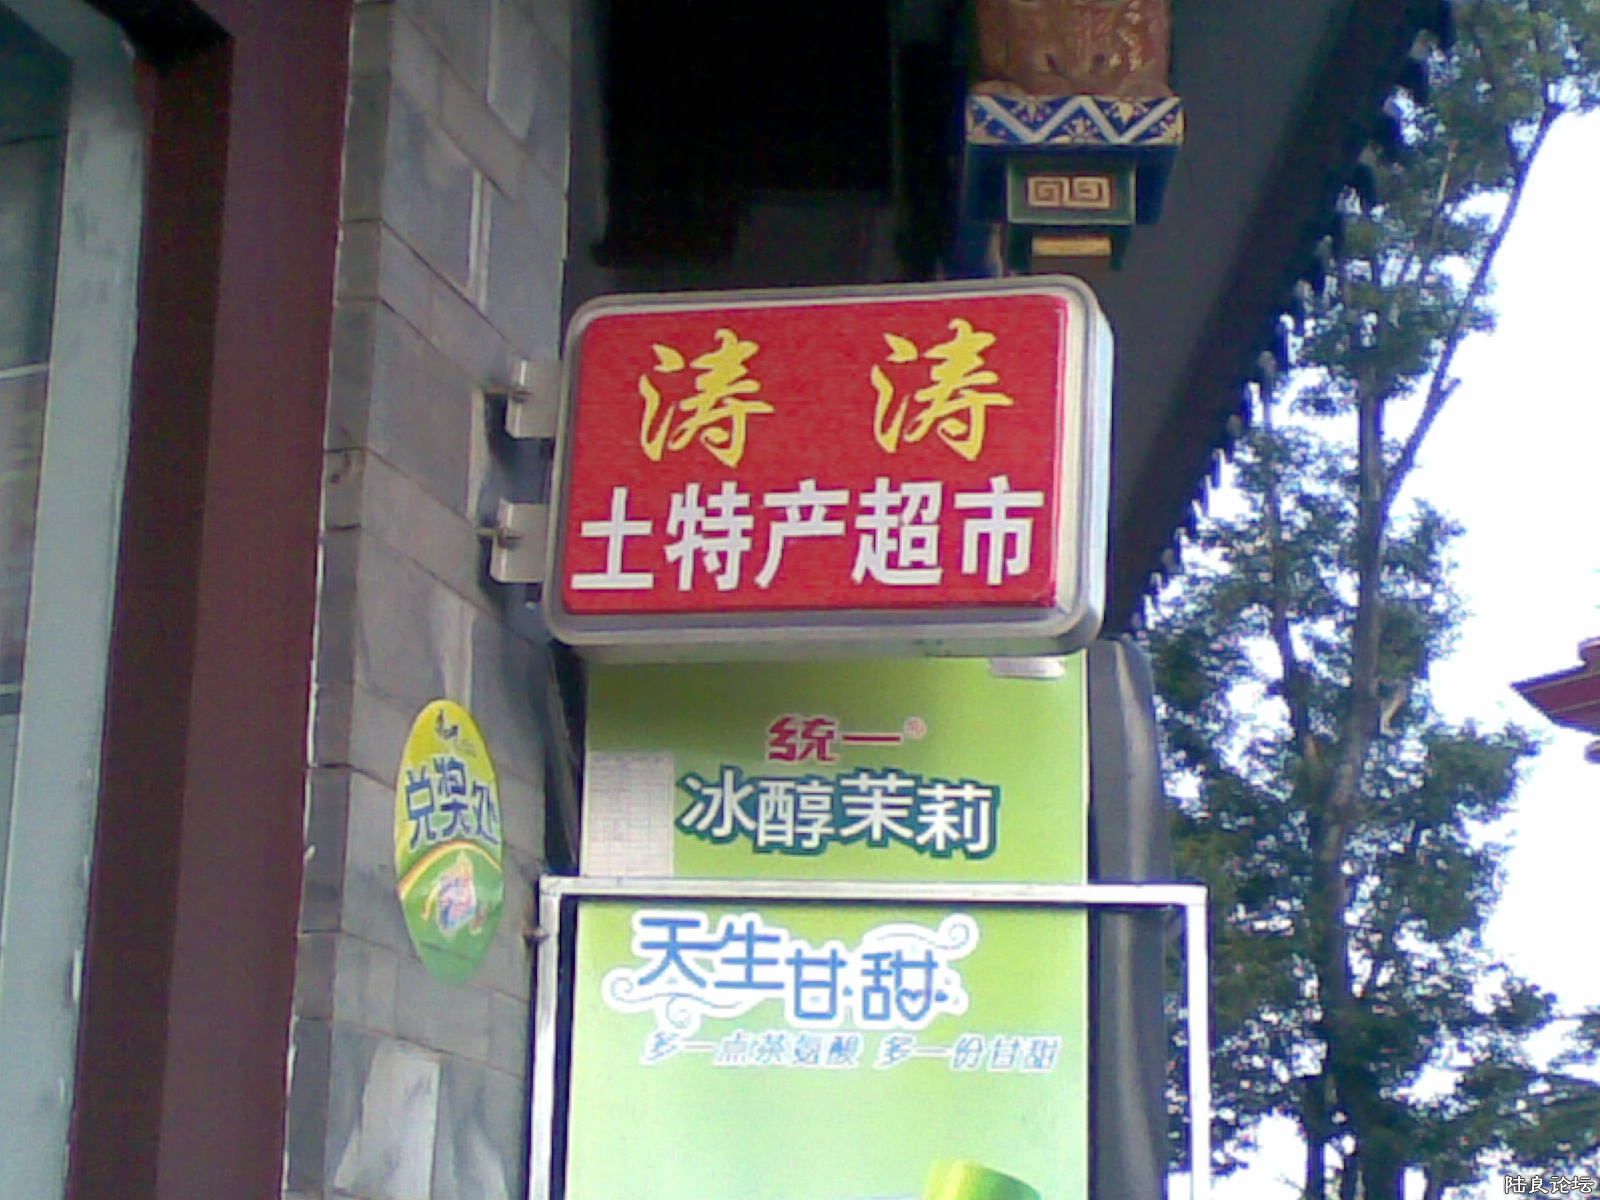 涛 涛
土特产超市
统一®
冰醇茉莉
兑奖处
天生甘甜
多一点茶氨酸 多一份甘甜
陆良论坛